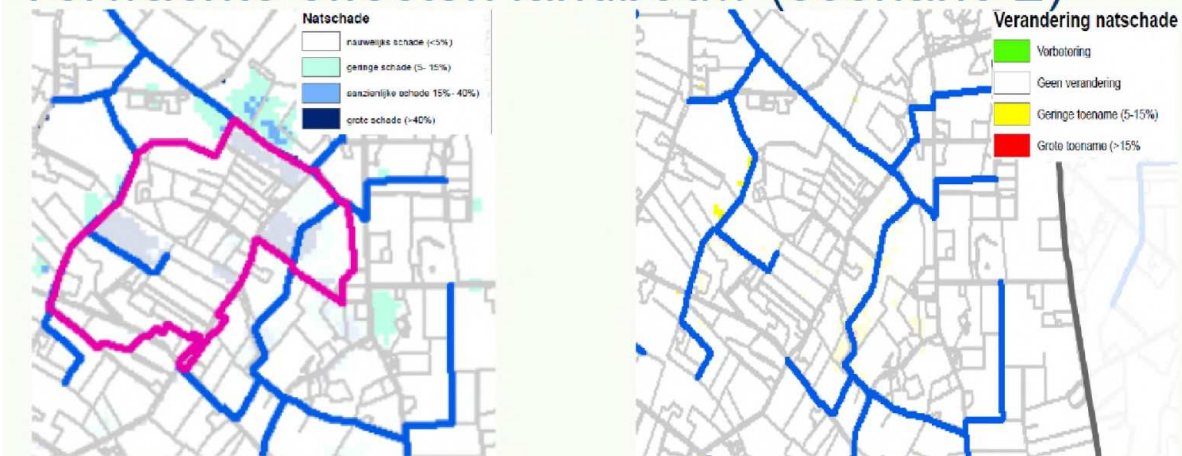 Natschade
nauwelijks schade (<5%)
geringe schade (5- 15%)
aanzienlijke schade 15%- 40%)
grote schade (>40%)
Verandering natschade
Verbetering
Geen verandering
Geringe toename (5-15%)
Grote toename (>15%